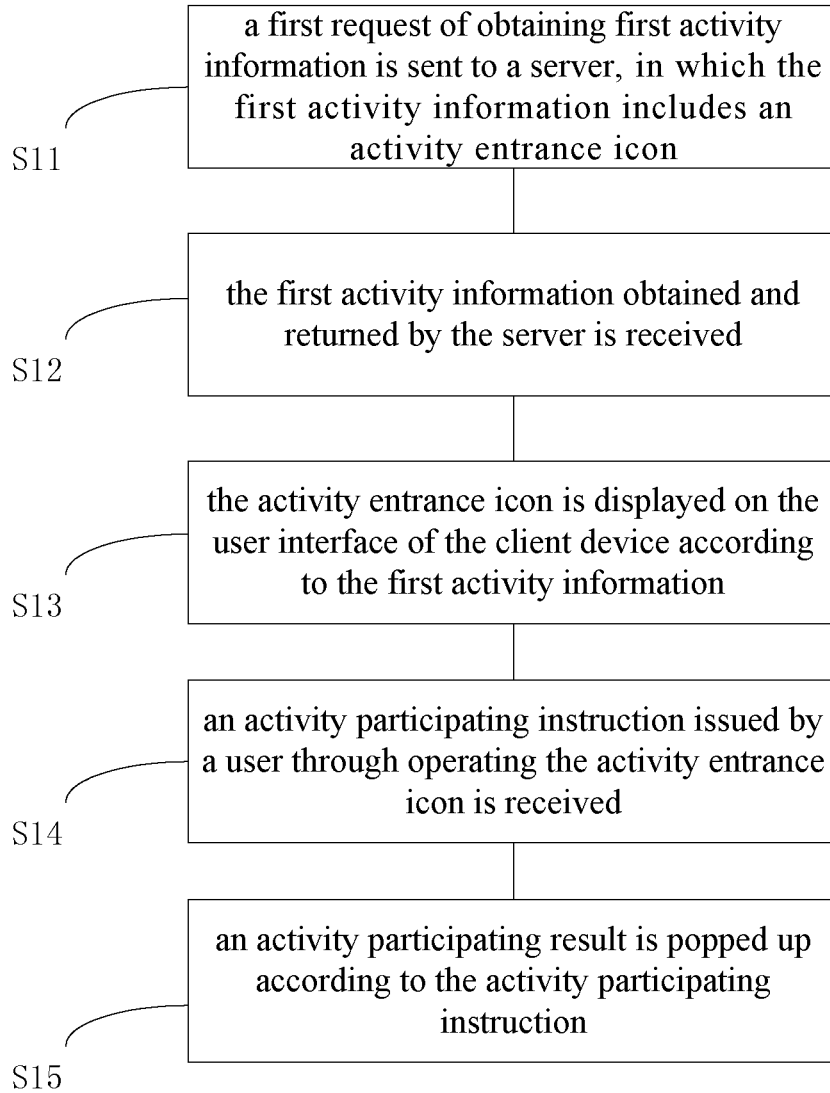 a first request of obtaining first activity
information is sent to a server, in which the
first activity information includes an
activity entrance icon
S11
the first activity information obtained and
returned by the server is received
S12
the activity entrance icon is displayed on the
user interface of the client device according
to the first activity information
S13
an activity participating instruction issued by
a user through operating the activity entrance
icon is received
S14
an activity participating result is popped up
according to the activity participating
instruction
S15